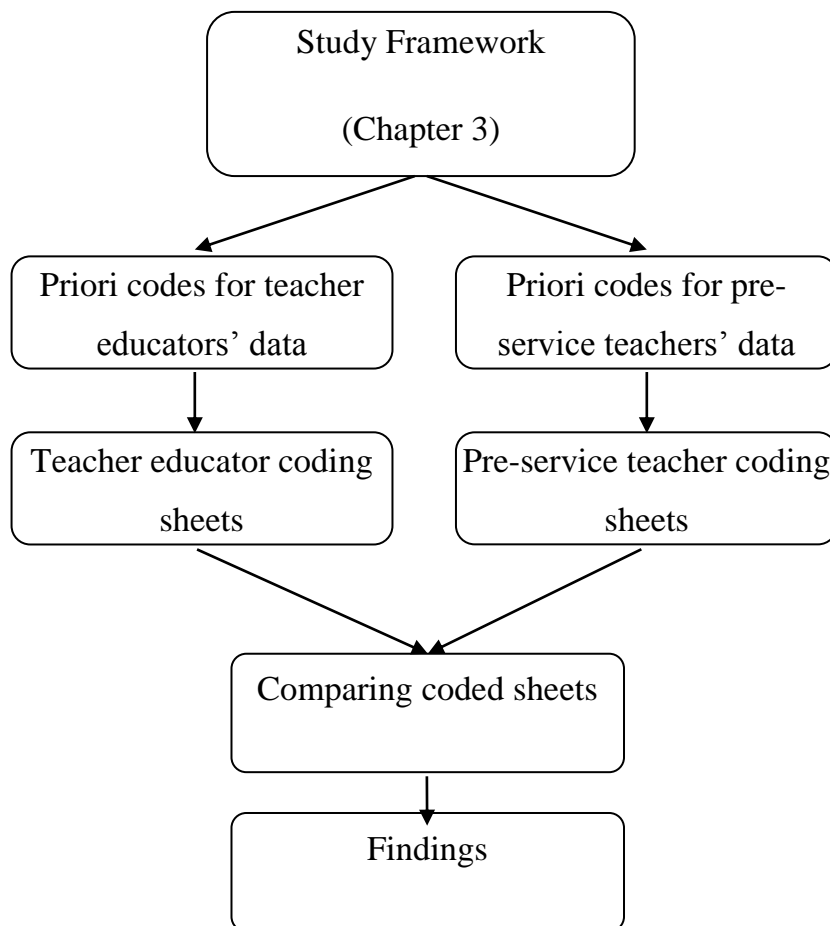 Study Framework
(Chapter 3)
Priori codes for teacher
educators’ data
Priori codes for pre-
service teachers’ data
Teacher educator coding
sheets
Pre-service teacher coding
sheets
Comparing coded sheets
Findings